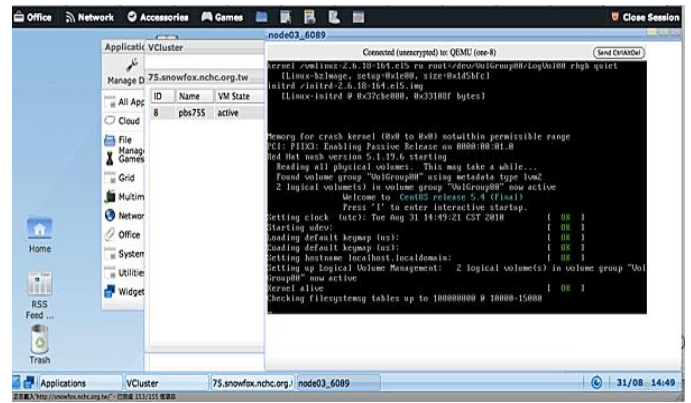 Office Network Accessories Games Close Session
node03_6089
Applicatio VCluster
Connected (unencrypted) to: QEMU (one-8) Send CtrlAltDel
Manage D 75.snowfox.nchc.org.tw
ID Name VM State
8 pbs755 active
All App
Cloud
File
Manage
Games
Grid
Multim
Networ
Office
System
Utilitie
Widget
kernel /vmlinuz-2.6.18-164.el5 ro root=/dev/VolGroup00/LogVol00 rhgb quiet
[Linux-bzImage, setup=0x1e00, size=0x1d5bfc]
initrd /initrd-2.6.18-164.el5.img
[Linux-initrd @ 0x37cbe000, 0x33108f bytes]
Memory for crash kernel (0x0 to 0x0) notwithin permissible range
PCI: PIIX3: Enabling Passive Release on 0000:00:01.0
Red Hat nash version 5.1.19.6 starting
Reading all physical volumes. This may take a while...
Found volume group "VolGroup00" using metadata type lvm2
2 logical volume(s) in volume group "VolGroup00" now active
Welcome to CentOS release 5.4 (Final)
Press 'I' to enter interactive startup.
Setting clock (utc): Tue Aug 31 14:49:21 CST 2010 [ OK ]
Starting udev: [ OK ]
Loading default keymap (us): [ OK ]
Loading default keymap (us): [ OK ]
Setting hostname localhost.localdomain: [ OK ]
Setting up Logical Volume Management: 2 logical volume(s) in volume group "Vol
Group00" now active
Kernel alive [ OK ]
Checking filesystemsg tables up to 100000000 @ 10000-15000
Home
RSS
Feed ...
Trash
Applications VCluster 75.snowfox.nchc.org.t node03_6089 31/08 14:49